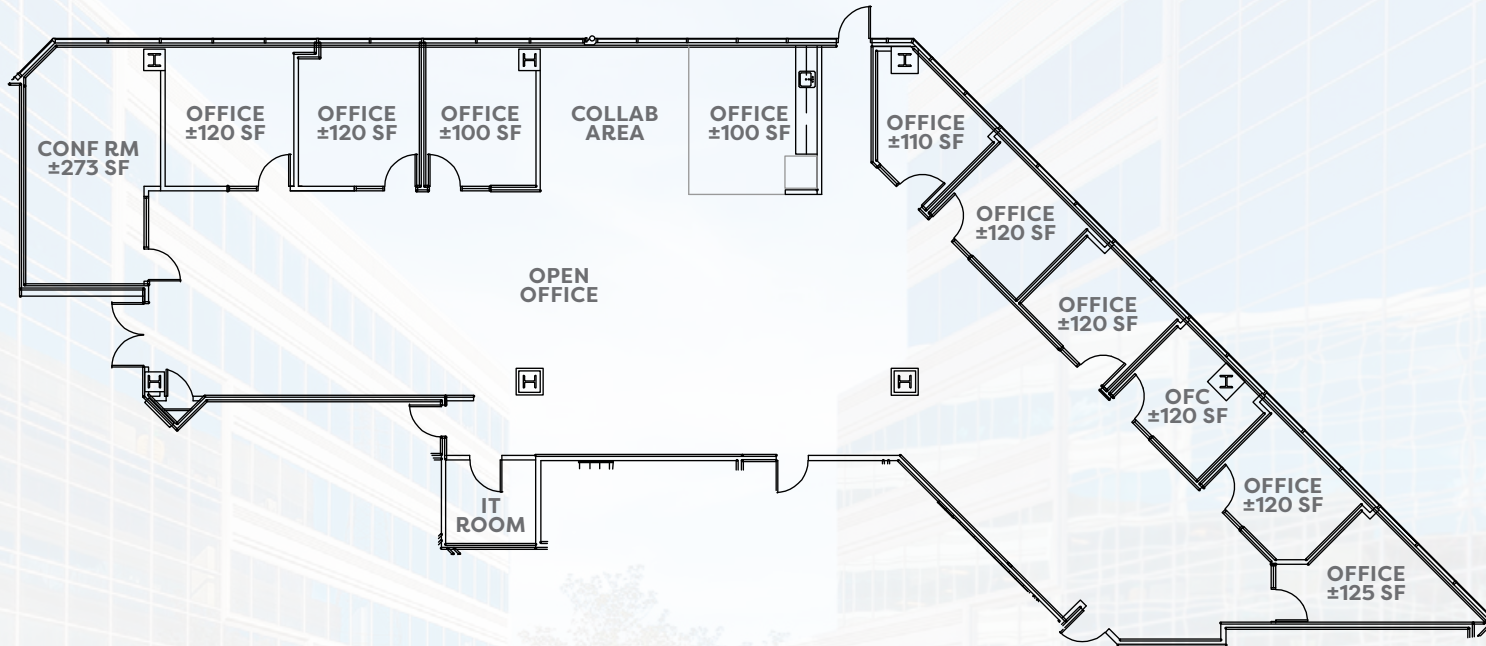 CONF RM
±273 SF
OFFICE
±120 SF
OFFICE
±120 SF
OFFICE
±100 SF
COLLAB
AREA
OFFICE
±100 SF
OFFICE
±110 SF
OFFICE
±120 SF
OFFICE
±120 SF
OFC
±120 SF
OFFICE
±120 SF
OFFICE
±125 SF
OPEN
OFFICE
IT
ROOM